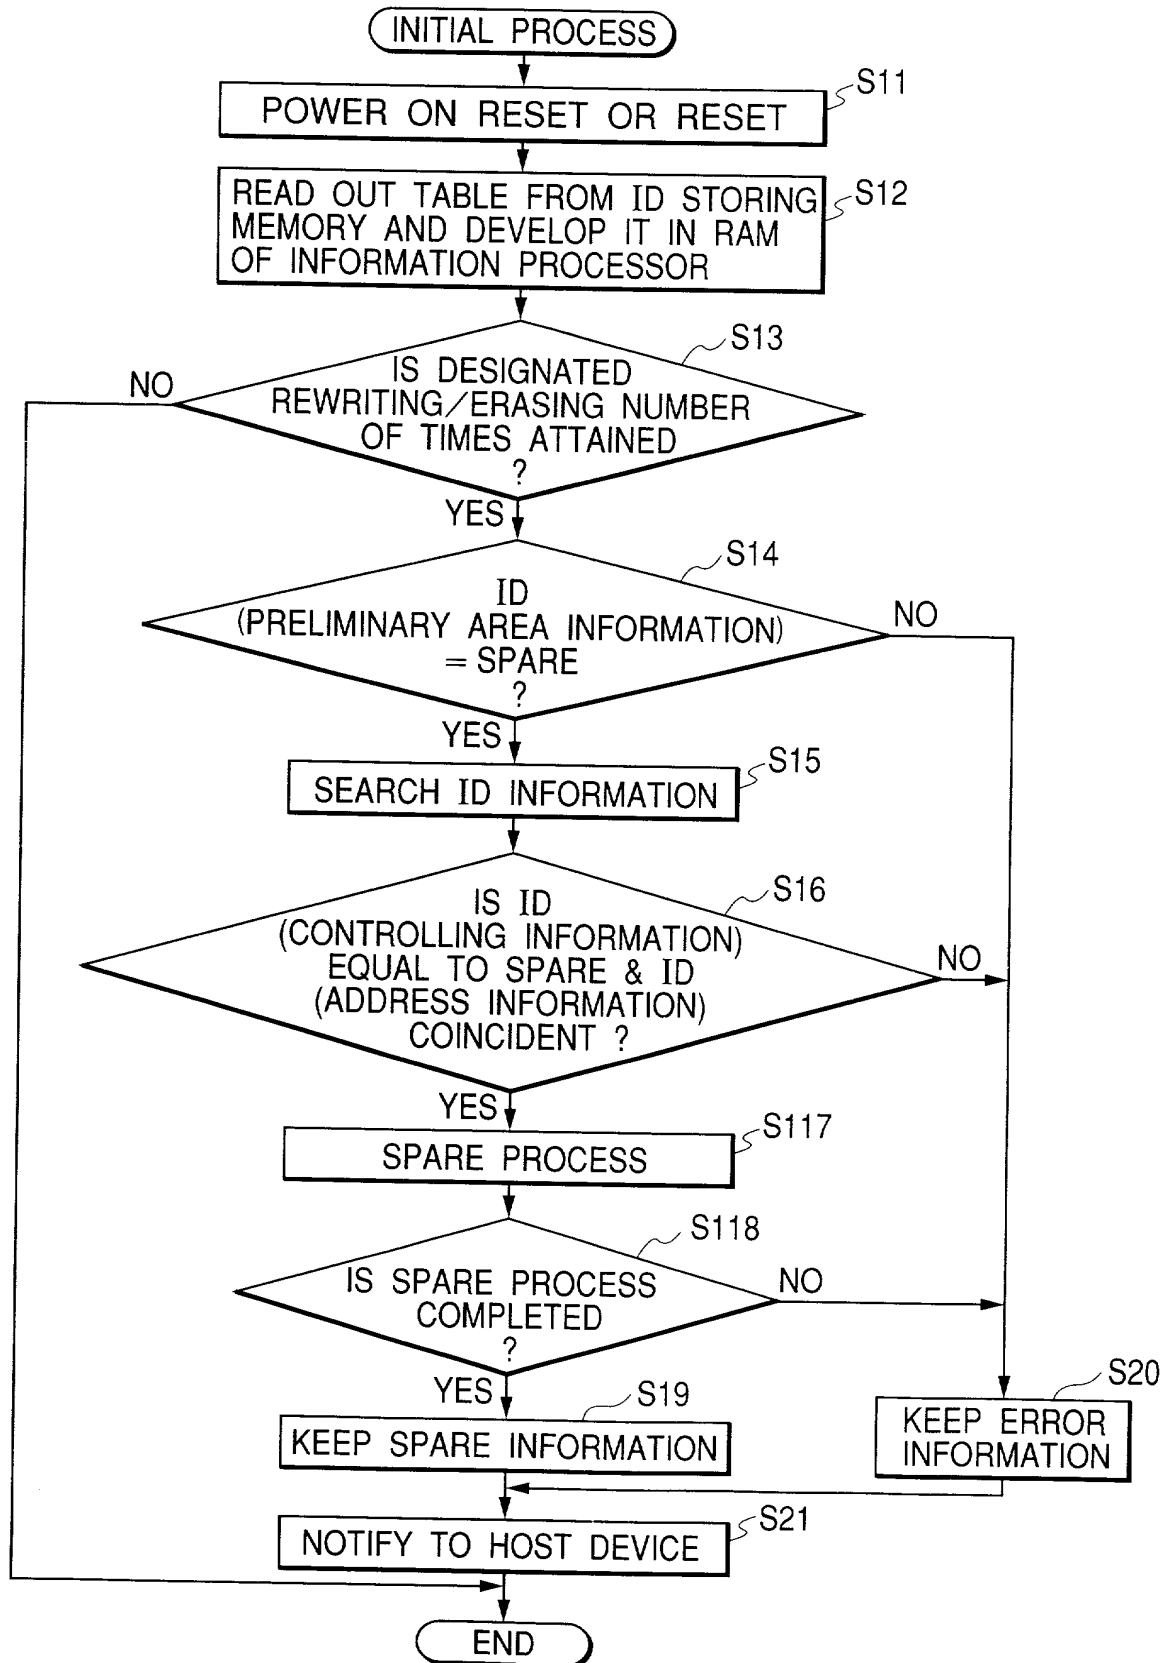 INITIAL PROCESS
S11
POWER ON RESET OR RESET
S12
READ OUT TABLE FROM ID STORING
MEMORY AND DEVELOP IT IN RAM
OF INFORMATION PROCESSOR
S13
IS DESIGNATED
REWRITING/ERASING NUMBER
OF TIMES ATTAINED
?
NO
YES
S14
ID
(PRELIMINARY AREA INFORMATION)
= SPARE
?
NO
YES
S15
SEARCH ID INFORMATION
S16
IS ID
(CONTROLLING INFORMATION)
EQUAL TO SPARE & ID
(ADDRESS INFORMATION)
COINCIDENT ?
NO
YES
S117
SPARE PROCESS
S118
IS SPARE PROCESS
COMPLETED
?
NO
YES
S19
KEEP SPARE INFORMATION
S20
KEEP ERROR
INFORMATION
S21
NOTIFY TO HOST DEVICE
END